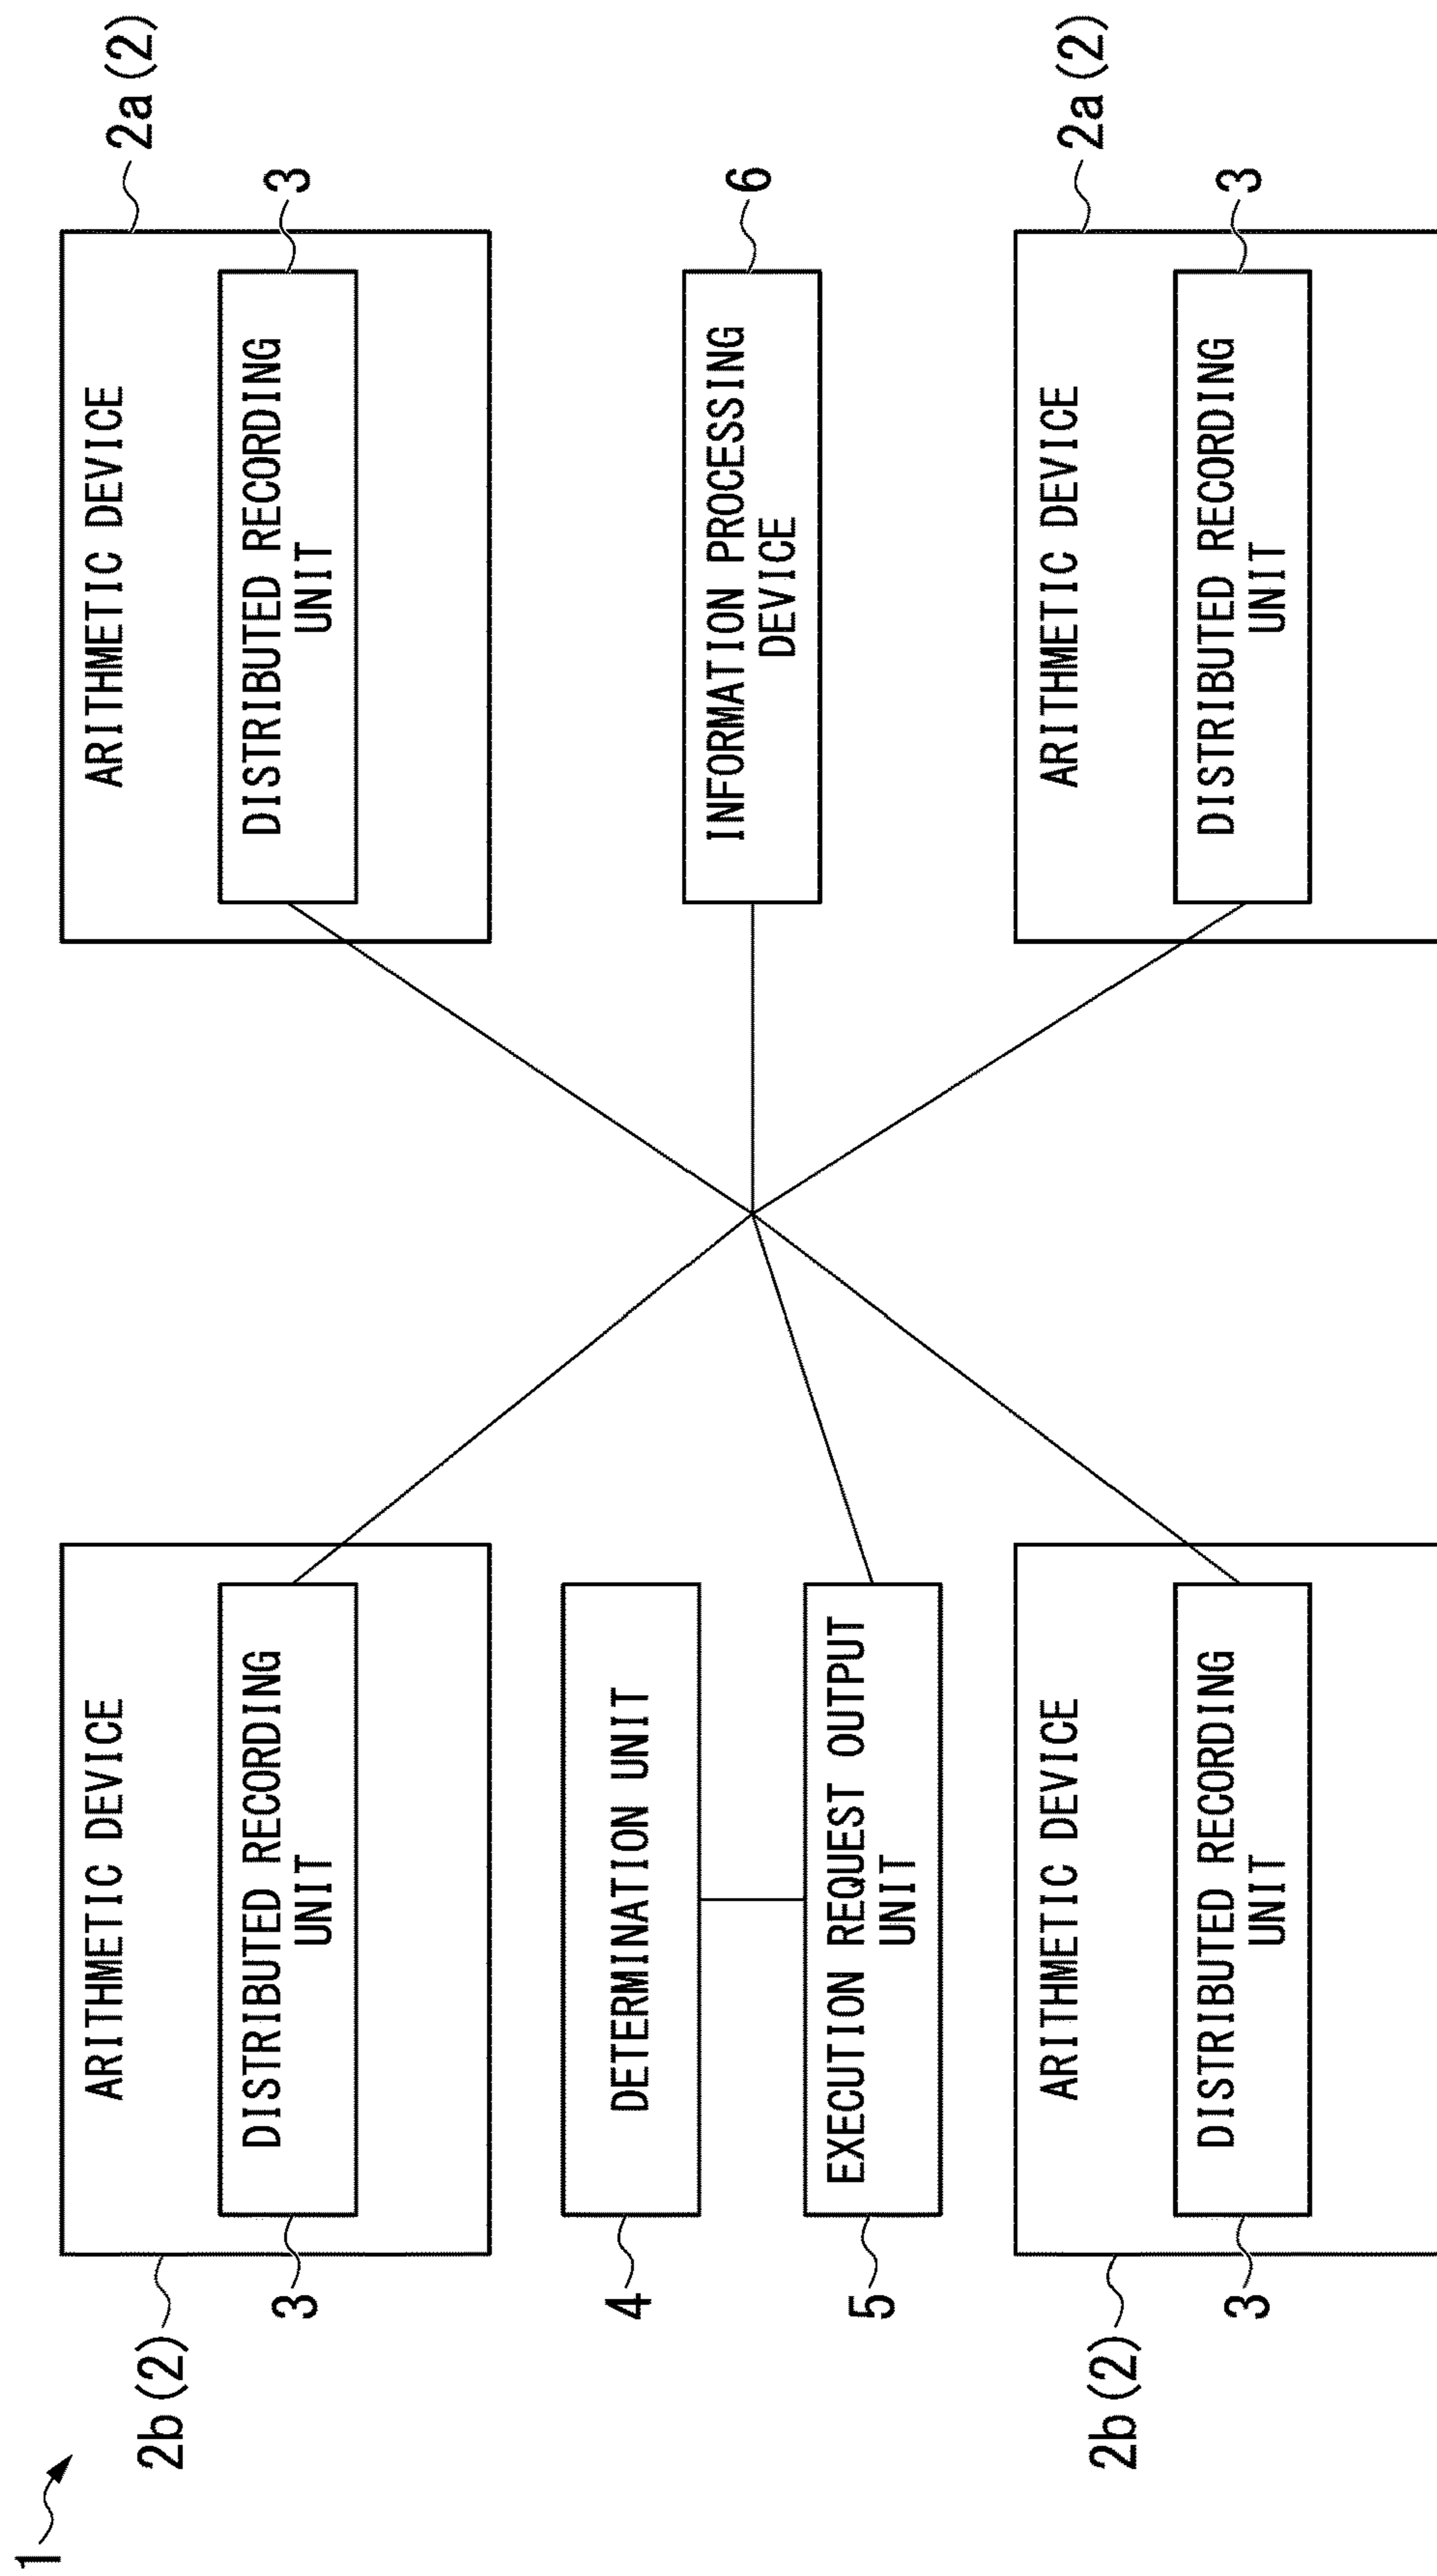 1
2b(2)
ARITHMETIC DEVICE
3
DISTRIBUTED RECORDING
UNIT
ARITHMETIC DEVICE
2a(2)
DISTRIBUTED RECORDING
UNIT
3
4
DETERMINATION UNIT
5
EXECUTION REQUEST OUTPUT
UNIT
INFORMATION PROCESSING
DEVICE
6
2b(2)
ARITHMETIC DEVICE
3
DISTRIBUTED RECORDING
UNIT
ARITHMETIC DEVICE
2a(2)
DISTRIBUTED RECORDING
UNIT
3